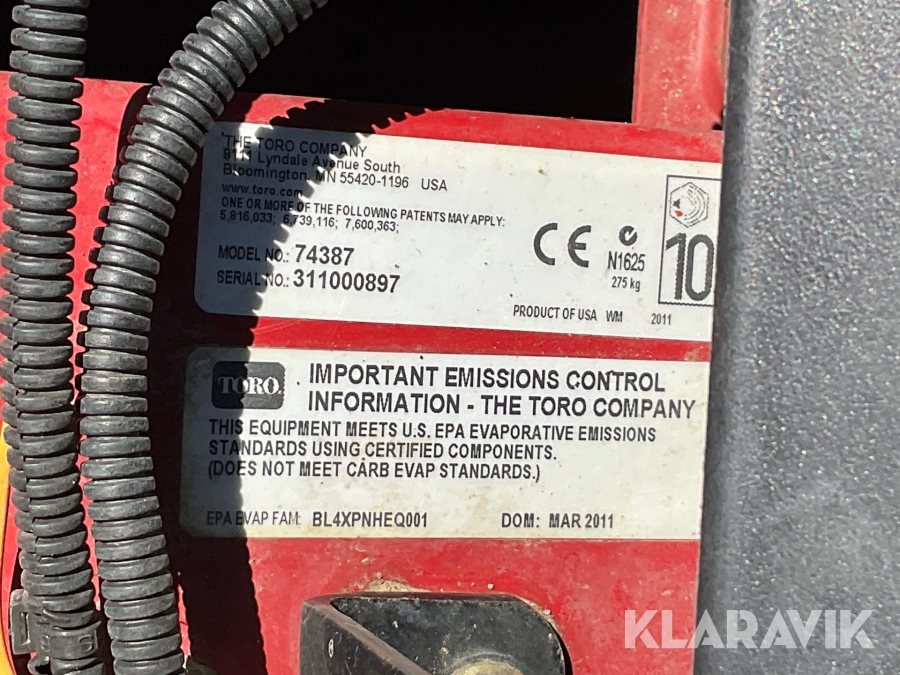 THE TORO COMPANY
8111 Lyndale Avenue South
Bloomington, MN 55420-1196 USA
www.toro.com
ONE OR MORE OF THE FOLLOWING PATENTS MAY APPLY:
5,816,033; 6,739,116; 7,600,363;
MODEL NO.: 74387
SERIAL NO.: 311000897
CE
N1625
275 kg
10
PRODUCT OF USA WM 2011
TORO.
IMPORTANT EMISSIONS CONTROL
INFORMATION - THE TORO COMPANY
THIS EQUIPMENT MEETS U.S. EPA EVAPORATIVE EMISSIONS
STANDARDS USING CERTIFIED COMPONENTS.
(DOES NOT MEET CARB EVAP STANDARDS.)
EPA EVAP FAM: BL4XPNHEQ001 DOM: MAR 2011
8
KLARAVIK